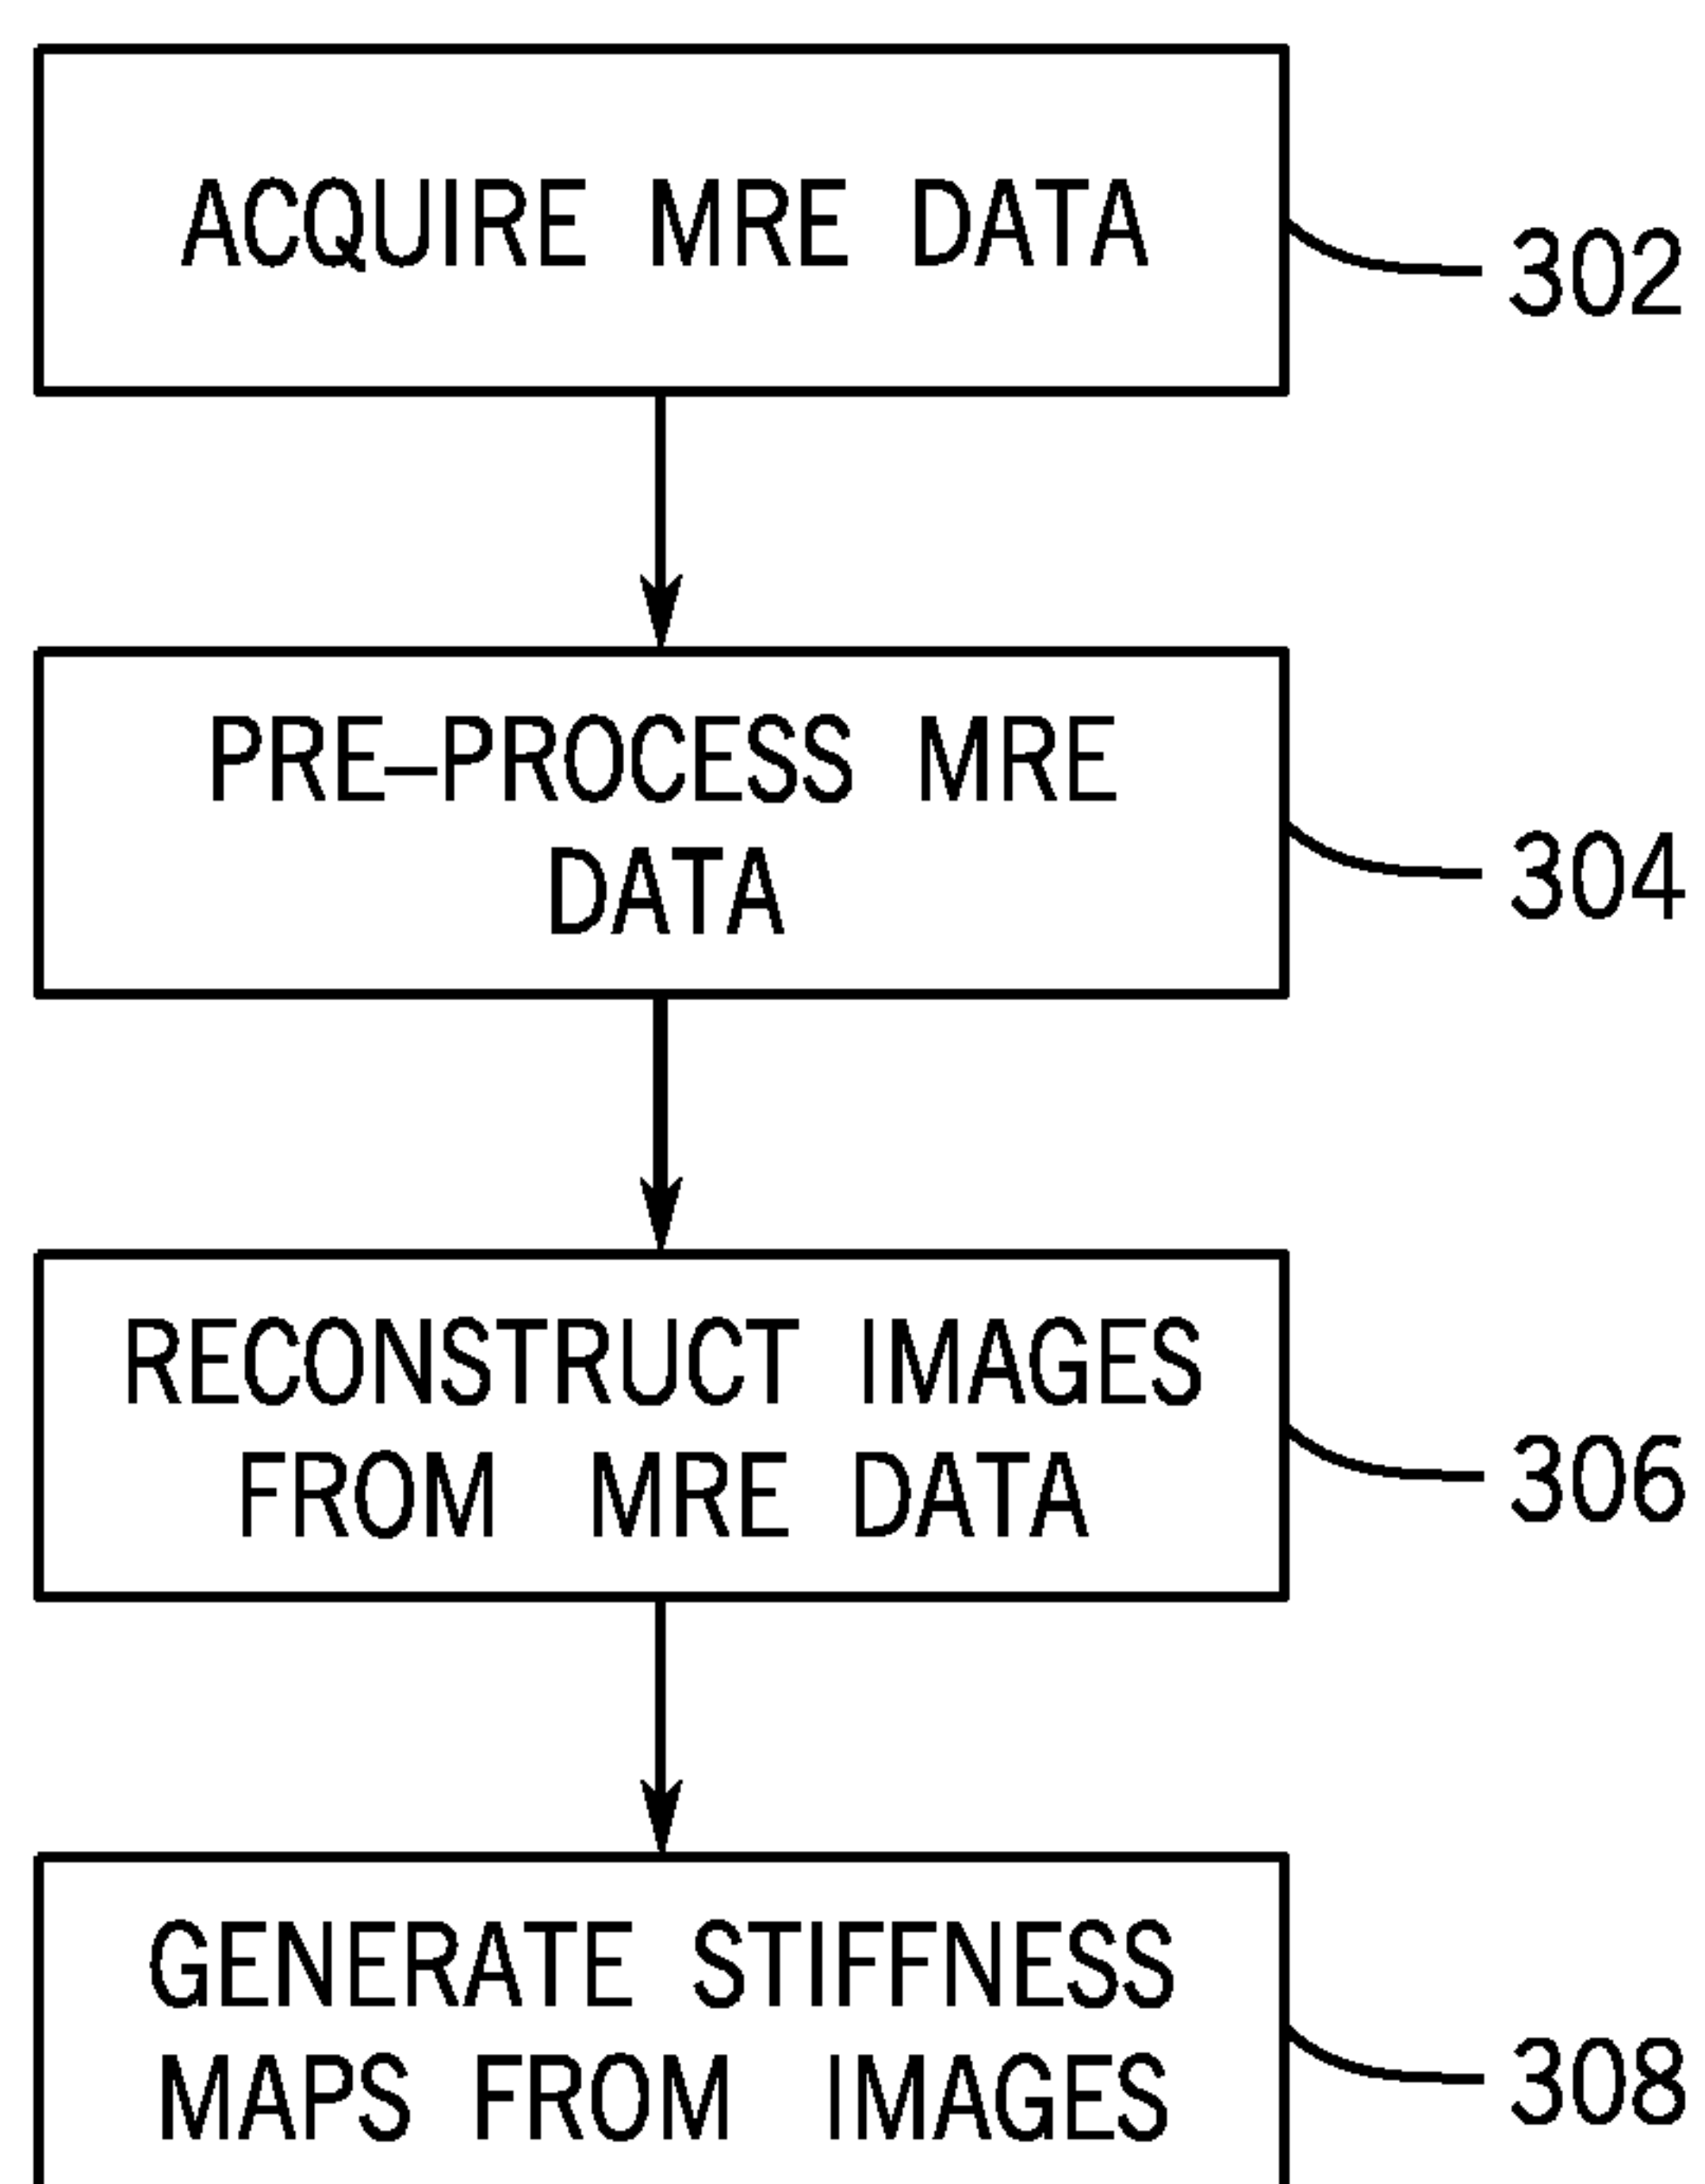 ACQUIRE MRE DATA
302
PRE-PROCESS MRE
DATA
304
RECONSTRUCT IMAGES
FROM MRE DATA
306
GENERATE STIFFNESS
MAPS FROM IMAGES
308